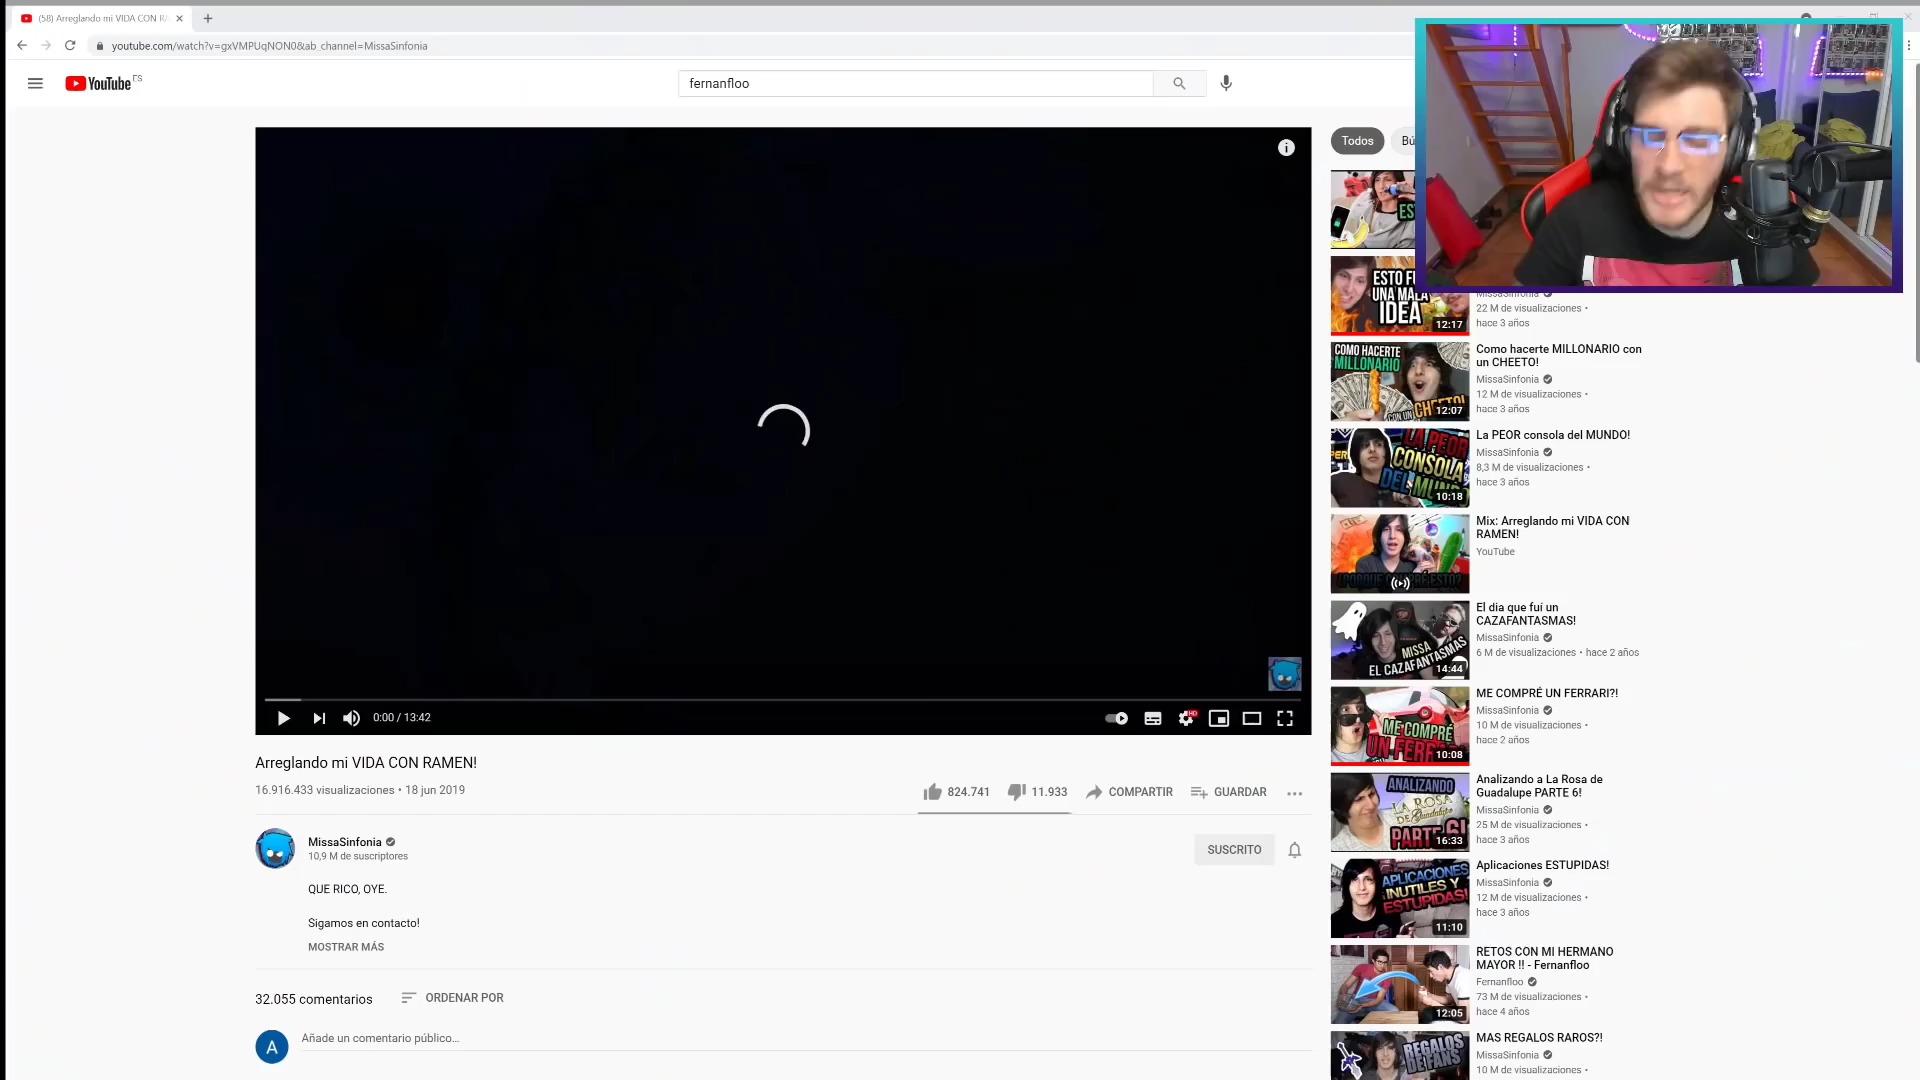 (58) Arreglando mi VIDA CON R
youtube.com/watch?v=gxVMPUqNON0&ab_channel=MissaSinfonia
YouTube ES
fernanfloo
0:00 / 13:42
HD
Arreglando mi VIDA CON RAMEN!
16.916.433 visualizaciones • 18 jun 2019
824.741
11.933
COMPARTIR
GUARDAR
MissaSinfonia
10,9 M de suscriptores
SUSCRITO
QUE RICO, OYE.
Sigamos en contacto!
MOSTRAR MÁS
32.055 comentarios
ORDENAR POR
A
Añade un comentario público...
Todos
Bú
ES
ESTO F
UNA MALA
IDEA
12:17
MissaSinfonia
22 M de visualizaciones •
hace 3 años
COMO HACERTE
MILLONARIO
CON UN CHEETO!
12:07
Como hacerte MILLONARIO con
un CHEETO!
MissaSinfonia
12 M de visualizaciones •
hace 3 años
LA PEOR
CONSOLA
DEL MUN
10:18
La PEOR consola del MUNDO!
MissaSinfonia
8,3 M de visualizaciones •
hace 3 años
¿PORQUE COMPRÉ ESTO?
Mix: Arreglando mi VIDA CON
RAMEN!
YouTube
MISSA
EL CAZAFANTASMAS
14:44
El dia que fuí un
CAZAFANTASMAS!
MissaSinfonia
6 M de visualizaciones • hace 2 años
ME COMPRÉ
UN FERR
10:08
ME COMPRÉ UN FERRARI?!
MissaSinfonia
10 M de visualizaciones •
hace 2 años
ANALIZANDO
LA ROSA
DE Guadalupe
PARTE 6!
16:33
Analizando a La Rosa de
Guadalupe PARTE 6!
MissaSinfonia
25 M de visualizaciones •
hace 3 años
APLICACIONES
INUTILES Y
ESTUPIDAS!
11:10
Aplicaciones ESTUPIDAS!
MissaSinfonia
12 M de visualizaciones •
hace 3 años
12:05
RETOS CON MI HERMANO
MAYOR !! - Fernanfloo
Fernanfloo
73 M de visualizaciones •
hace 4 años
REGALOS
DE FANS
MAS REGALOS RAROS?!
MissaSinfonia
10 M de visualizaciones •